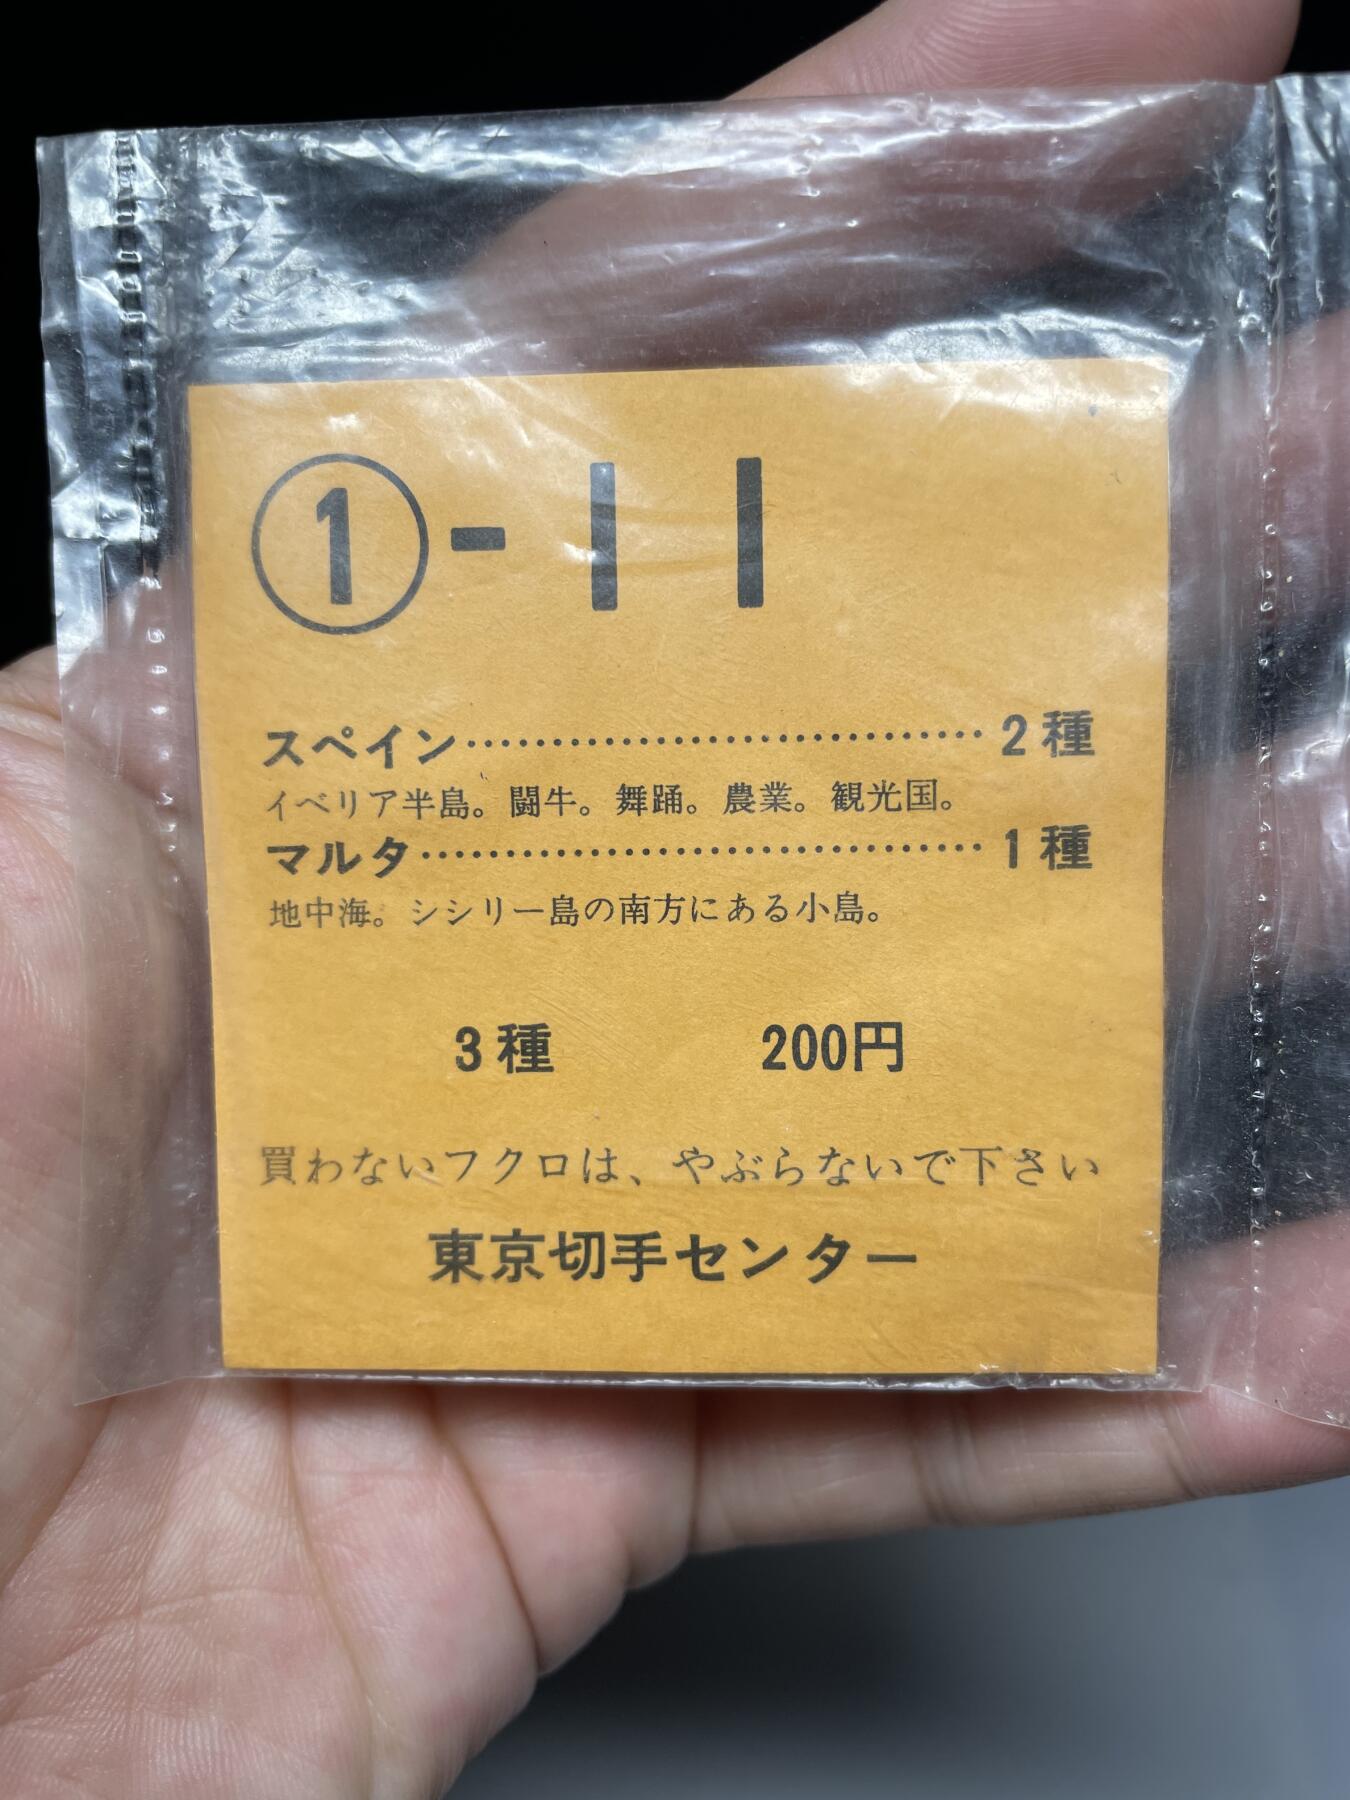 ①-11
スペイン……………………………2種
イベリア半島。闘牛。舞踊。農業。観光国。
マルタ………………………………1種
地中海。シシリー島の南方にある小島。
3種 200円
買わないフクロは、やぶらないで下さい
東京切手センター